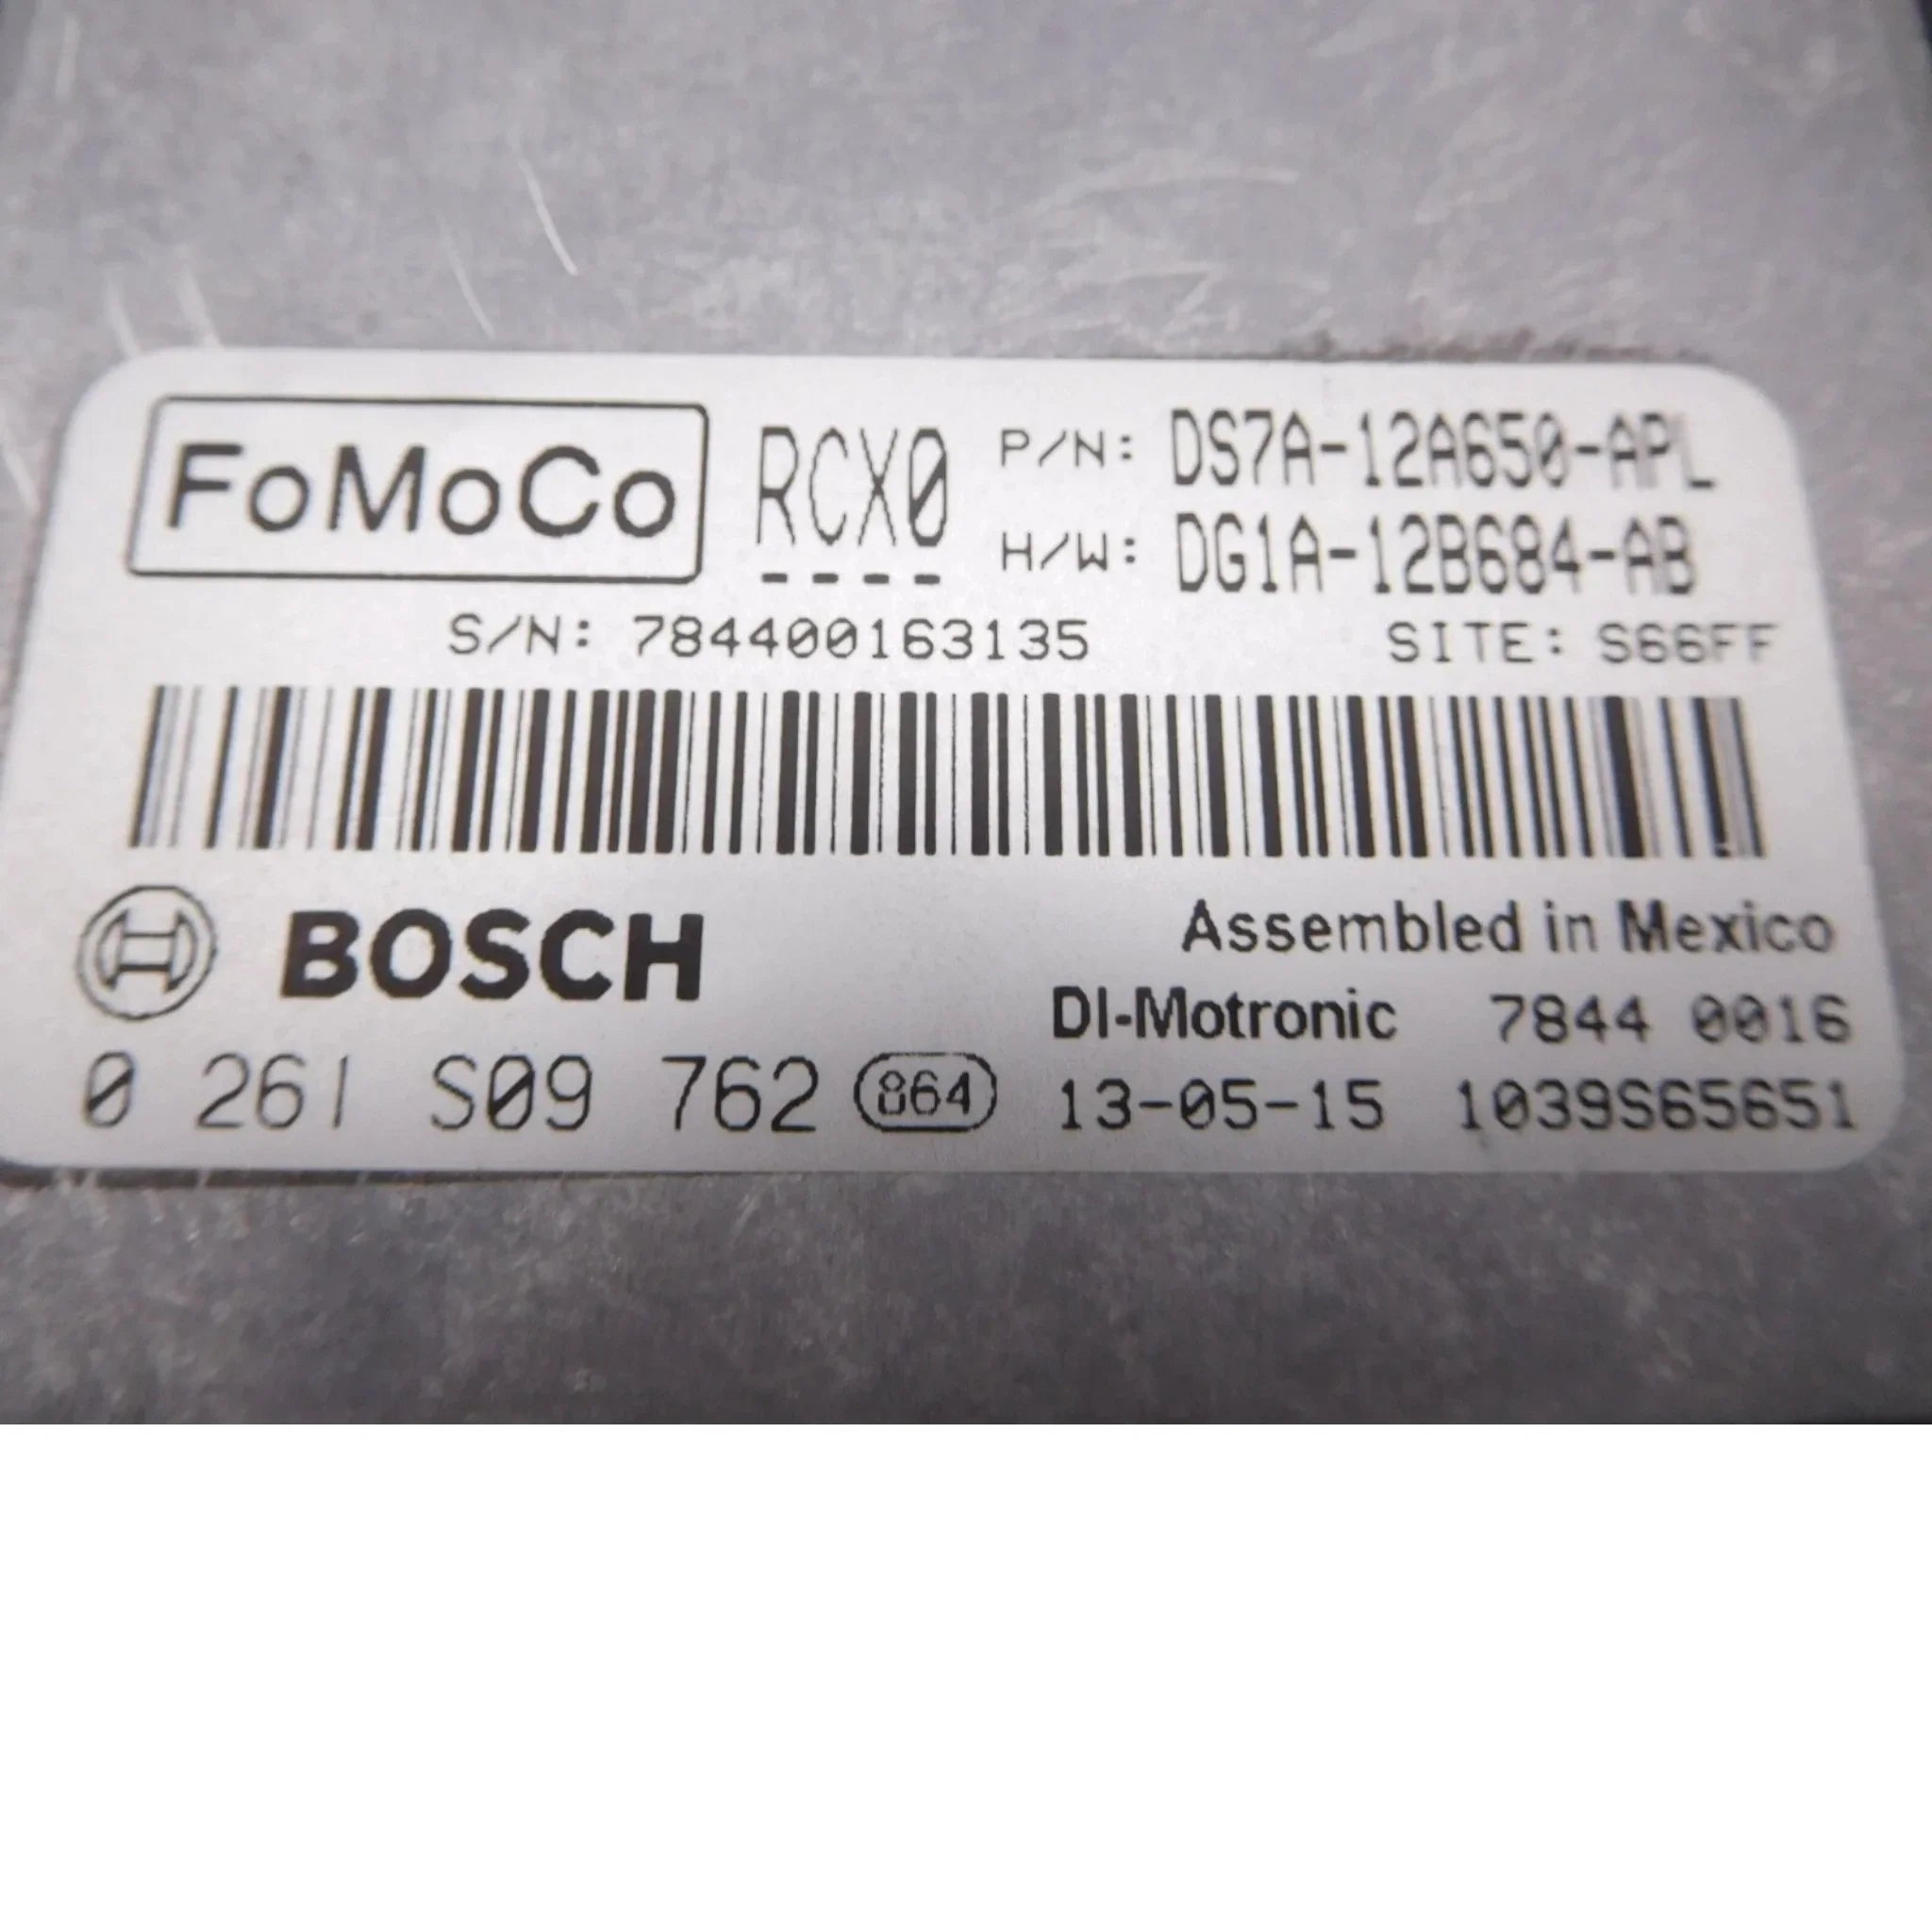 FoMoCo RCX0 P/N: DS7A-12A650-APL
---- H/W: DG1A-12B684-AB
S/N: 784400163135 SITE: S66FF
BOSCH Assembled in Mexico
DI-Motronic 7844 0016
0 261 S09 762 864 13-05-15 1039S65651